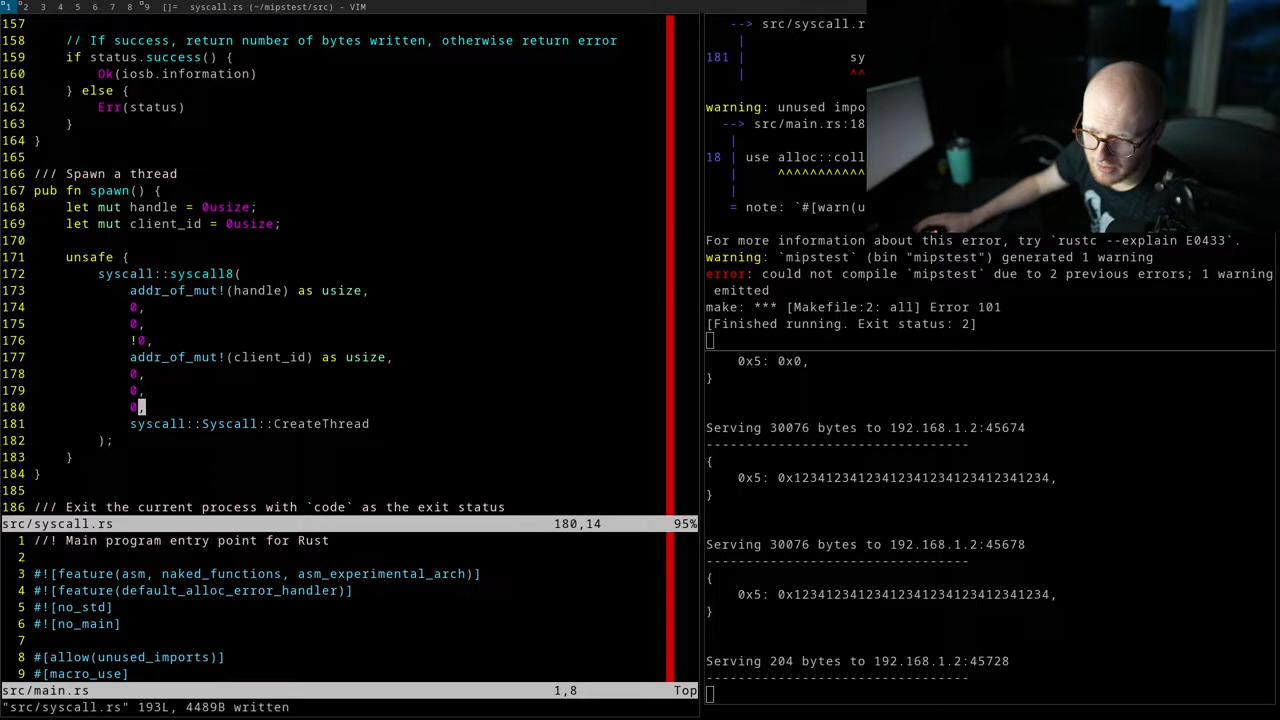 1 2 3 4 5 6 7 8 9 []= syscall.rs (~/mipstest/src) - VIM
157
158 // If success, return number of bytes written, otherwise return error
159 if status.success() {
160 Ok(iosb.information)
161 } else {
162 Err(status)
163 }
164 }
165
166 /// Spawn a thread
167 pub fn spawn() {
168 let mut handle = 0usize;
169 let mut client_id = 0usize;
170
171 unsafe {
172 syscall::syscall8(
173 addr_of_mut!(handle) as usize,
174 0,
175 0,
176 !0,
177 addr_of_mut!(client_id) as usize,
178 0,
179 0,
180 0,
181 syscall::Syscall::CreateThread
182 );
183 }
184 }
185
186 /// Exit the current process with `code` as the exit status
src/syscall.rs 180,14 95%
1 //! Main program entry point for Rust
2
3 #![feature(asm, naked_functions, asm_experimental_arch)]
4 #![feature(default_alloc_error_handler)]
5 #![no_std]
6 #![no_main]
7
8 #[allow(unused_imports)]
9 #[macro_use]
src/main.rs 1,8 Top
"src/syscall.rs" 193L, 4489B written
--> src/syscall.r
|
181 | sy
| ^^
warning: unused impo
--> src/main.rs:18
|
18 | use alloc::coll
| ^^^^^^^^^^^
|
= note: `#[warn(u
For more information about this error, try `rustc --explain E0433`.
warning: `mipstest` (bin "mipstest") generated 1 warning
error: could not compile `mipstest` due to 2 previous errors; 1 warning
emitted
make: *** [Makefile:2: all] Error 101
[Finished running. Exit status: 2]
0x5: 0x0,
}
Serving 30076 bytes to 192.168.1.2:45674
---------------------------------
{
0x5: 0x12341234123412341234123412341234,
}
Serving 30076 bytes to 192.168.1.2:45678
---------------------------------
{
0x5: 0x12341234123412341234123412341234,
}
Serving 204 bytes to 192.168.1.2:45728
---------------------------------